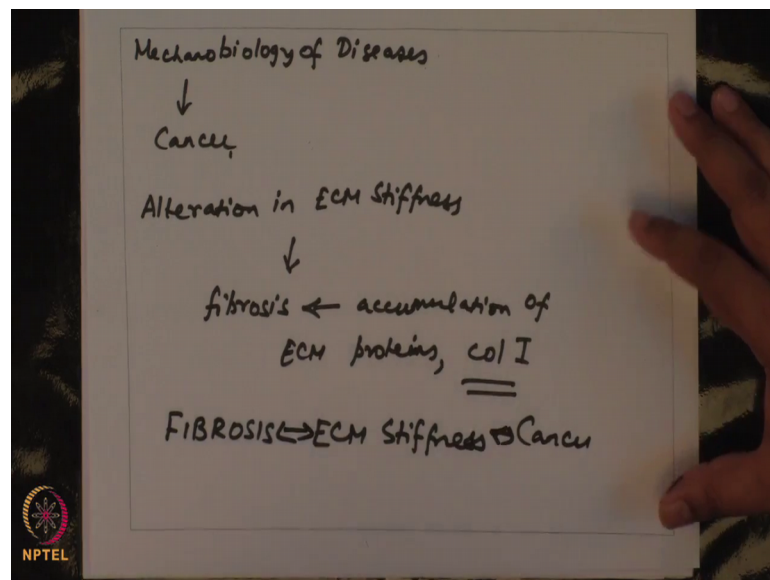 Mechanobiology of Diseases
↓
Cancer
Alteration in ECM Stiffness
↓
fibrosis ← accumulation of
ECM proteins, col I
FIBROSIS ↔ ECM Stiffness ↔ Cancer
NPTEL